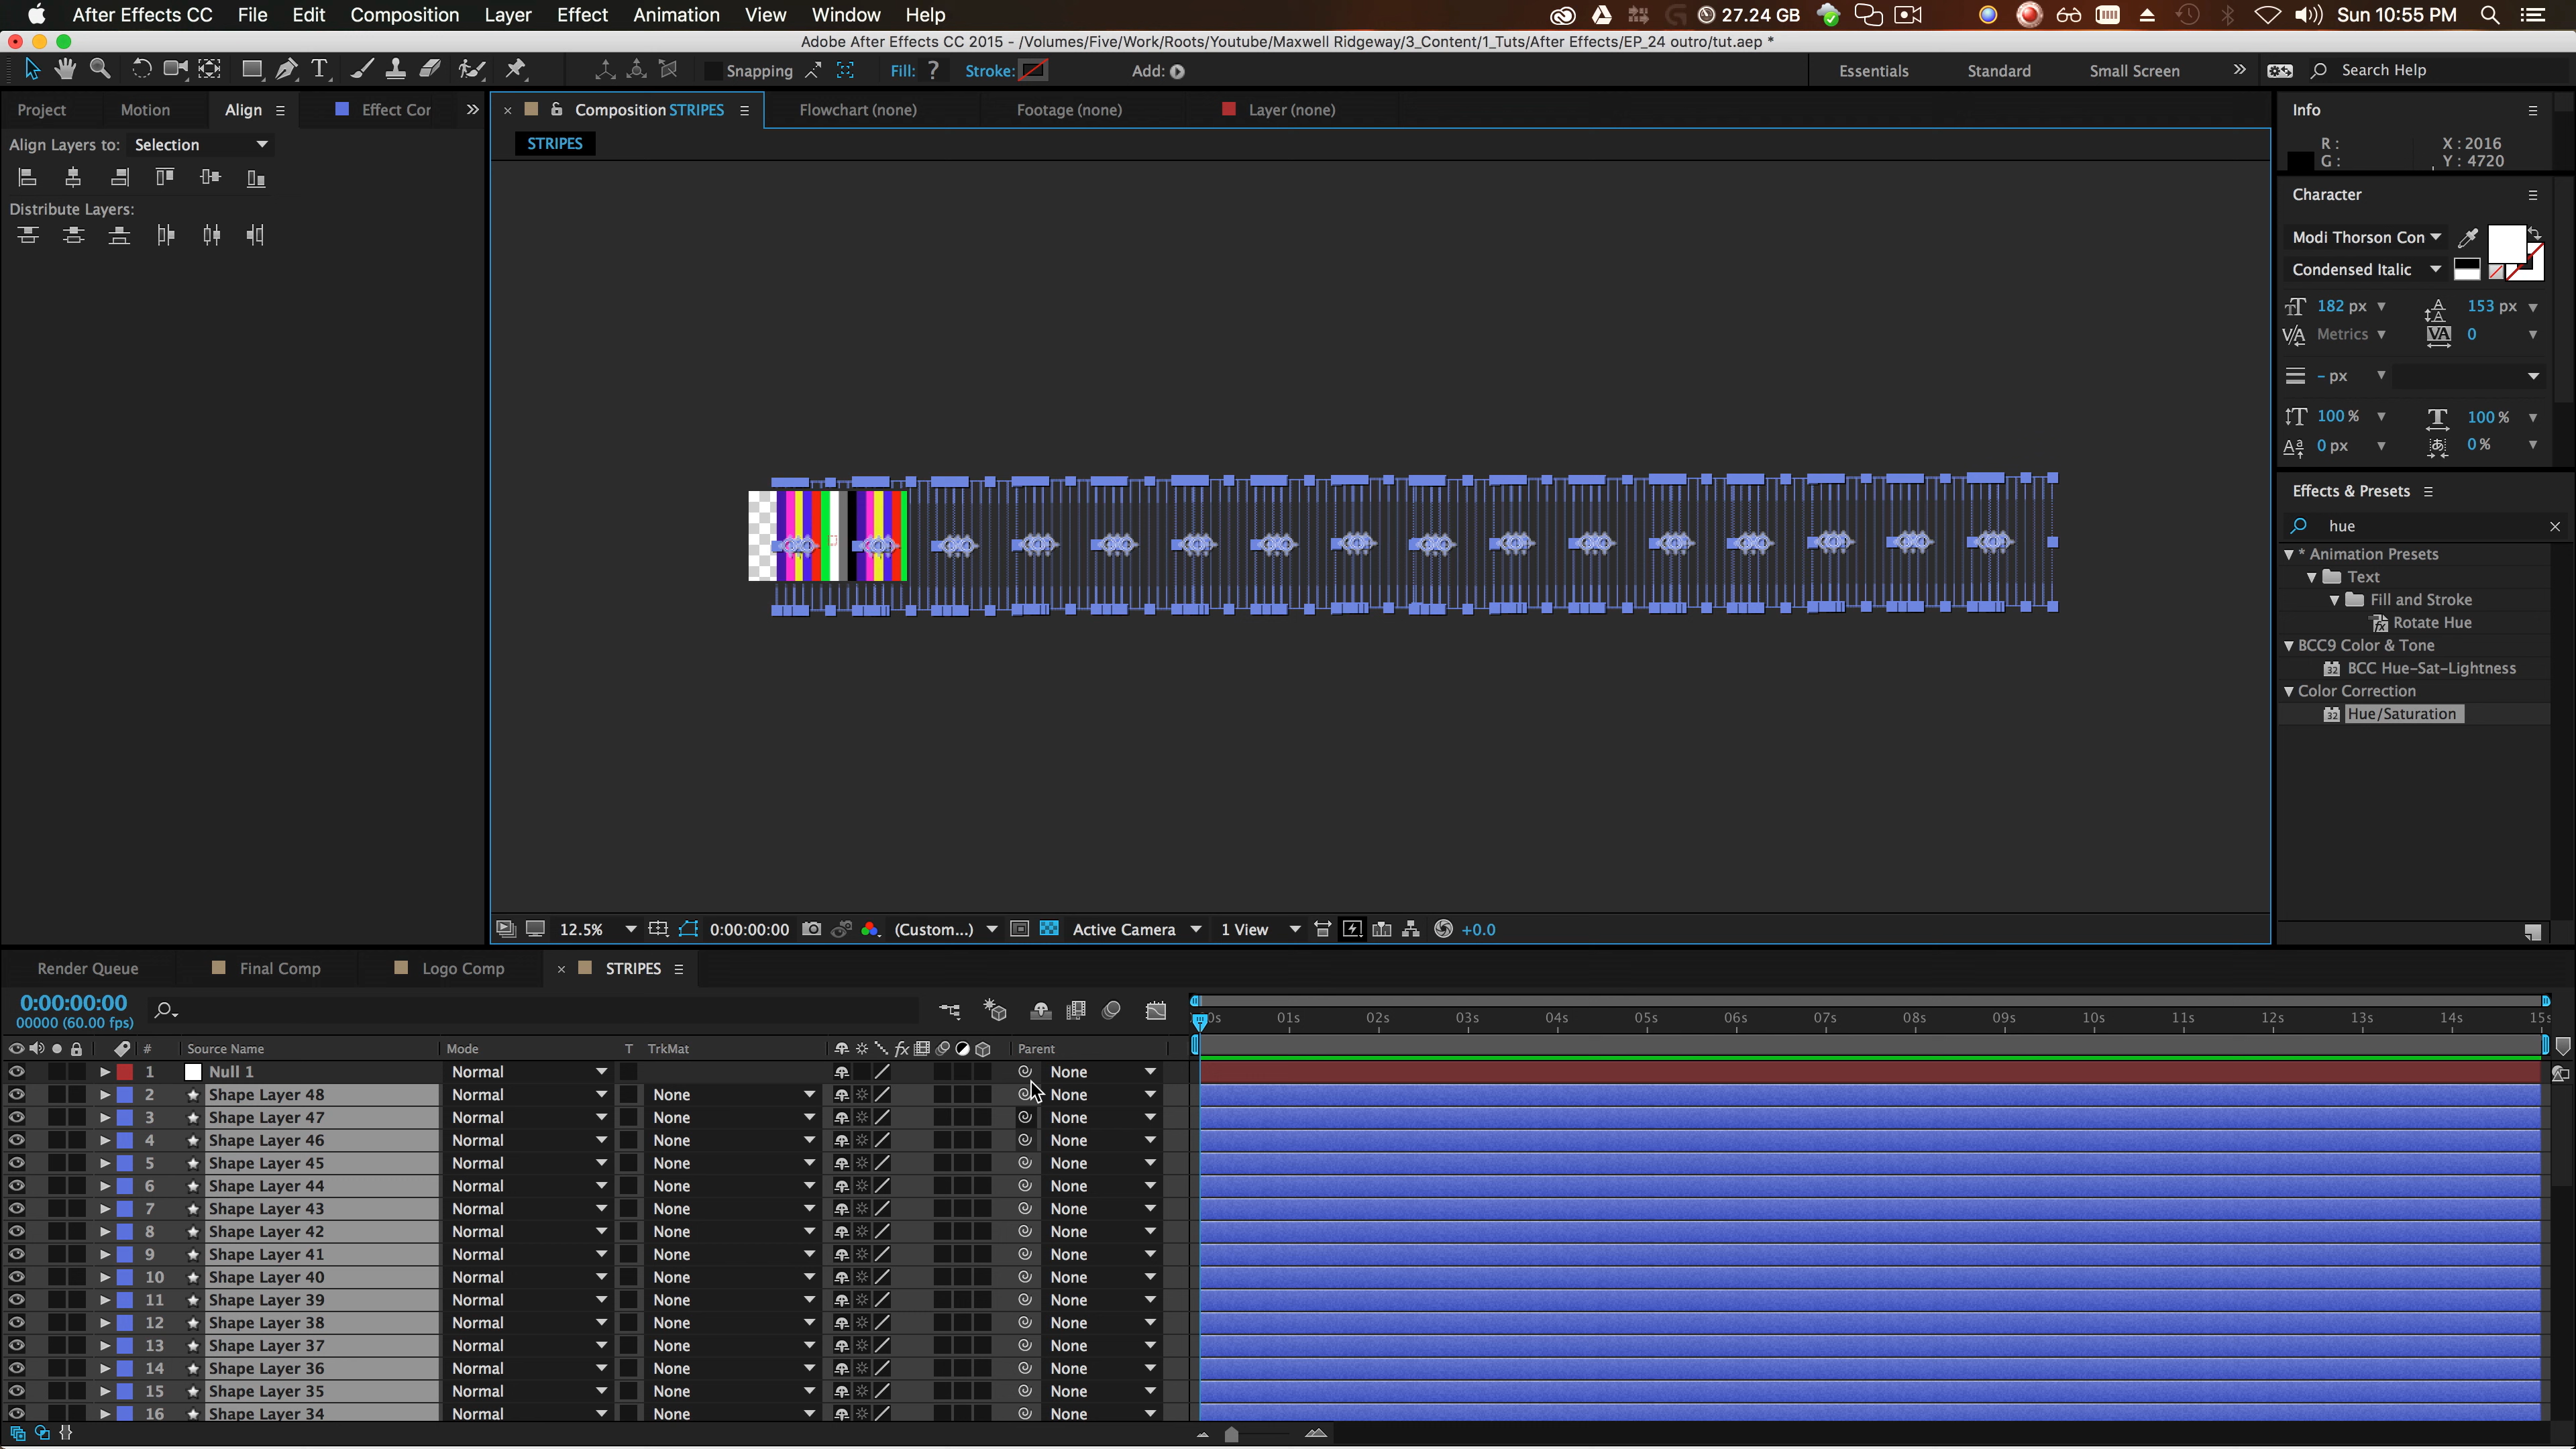 After Effects CC File Edit Composition Layer Effect Animation View Window Help 27.24 GB Sun 10:55 PM
Adobe After Effects CC 2015 - /Volumes/Five/Work/Roots/Youtube/Maxwell Ridgeway/3_Content/1_Tuts/After Effects/EP_24 outro/tut.aep *
Snapping Fill: ? Stroke: Add: Essentials Standard Small Screen Search Help
Project Motion Align Effect Cor Composition STRIPES Flowchart (none) Footage (none) Layer (none) Info
Align Layers to: Selection
STRIPES
R : X : 2016
G : Y : 4720
Distribute Layers:
Character
Modi Thorson Con
Condensed Italic
182 px 153 px
Metrics 0
- px
100 % 100 %
0 px 0 %
Effects & Presets
hue
* Animation Presets
Text
Fill and Stroke
Rotate Hue
BCC9 Color & Tone
BCC Hue-Sat-Lightness
Color Correction
Hue/Saturation
12.5% 0:00:00:00 (Custom...) Active Camera 1 View +0.0
Render Queue Final Comp Logo Comp STRIPES
0:00:00:00
00000 (60.00 fps)
0s 01s 02s 03s 04s 05s 06s 07s 08s 09s 10s 11s 12s 13s 14s 15s
# Source Name Mode T TrkMat fx Parent
1 Null 1 Normal None
2 Shape Layer 48 Normal None None
3 Shape Layer 47 Normal None None
4 Shape Layer 46 Normal None None
5 Shape Layer 45 Normal None None
6 Shape Layer 44 Normal None None
7 Shape Layer 43 Normal None None
8 Shape Layer 42 Normal None None
9 Shape Layer 41 Normal None None
10 Shape Layer 40 Normal None None
11 Shape Layer 39 Normal None None
12 Shape Layer 38 Normal None None
13 Shape Layer 37 Normal None None
14 Shape Layer 36 Normal None None
15 Shape Layer 35 Normal None None
16 Shape Layer 34 Normal None None